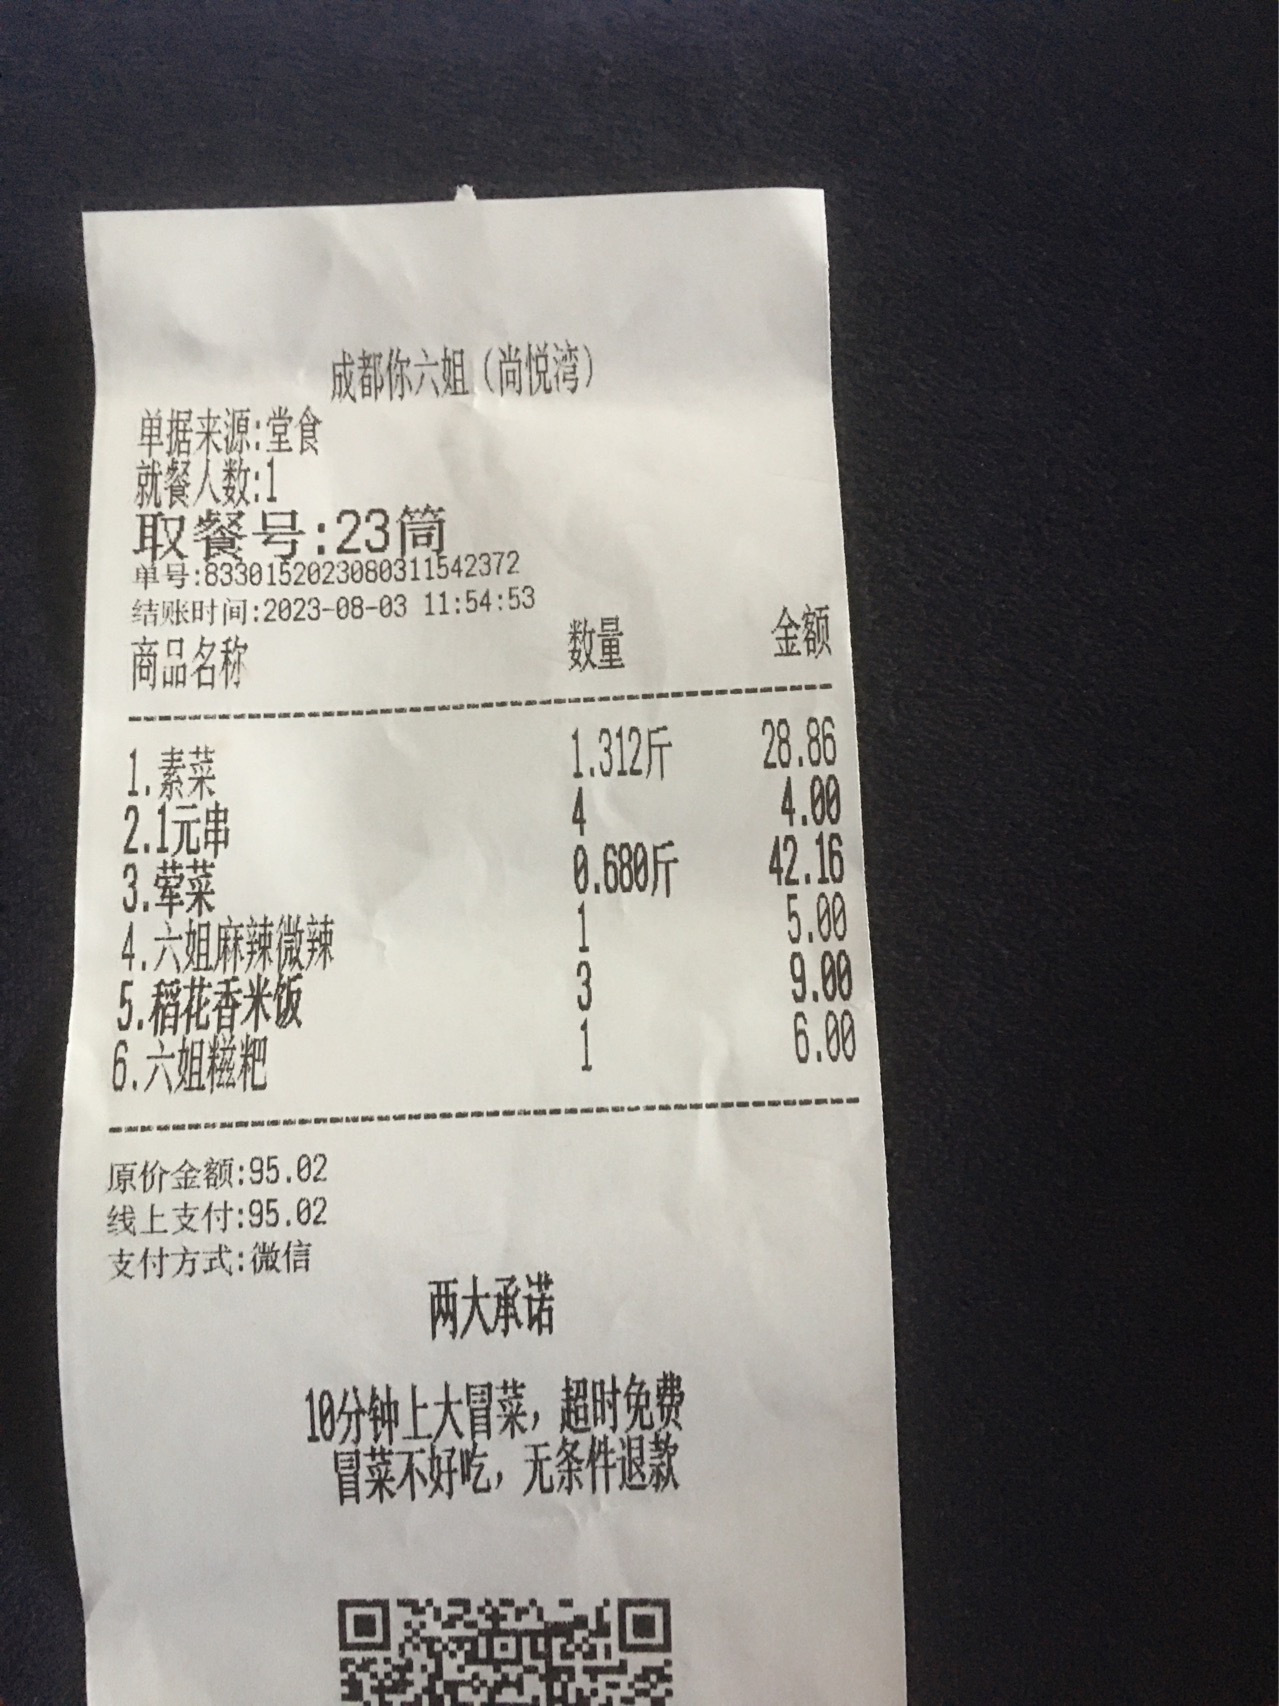 成都你六姐（尚悦湾）
单据来源:堂食
就餐人数:1
取餐号:23筒
单号:8330152023080311542372
结账时间:2023-08-03 11:54:53
商品名称 数量 金额
1.素菜 1.312斤 28.86
2.1元串 4 4.00
3.荤菜 0.680斤 42.16
4.六姐麻辣微辣 1 5.00
5.稻花香米饭 3 9.00
6.六姐糍粑 1 6.00
原价金额:95.02
线上支付:95.02
支付方式:微信
两大承诺
10分钟上大冒菜，超时免费
冒菜不好吃，无条件退款